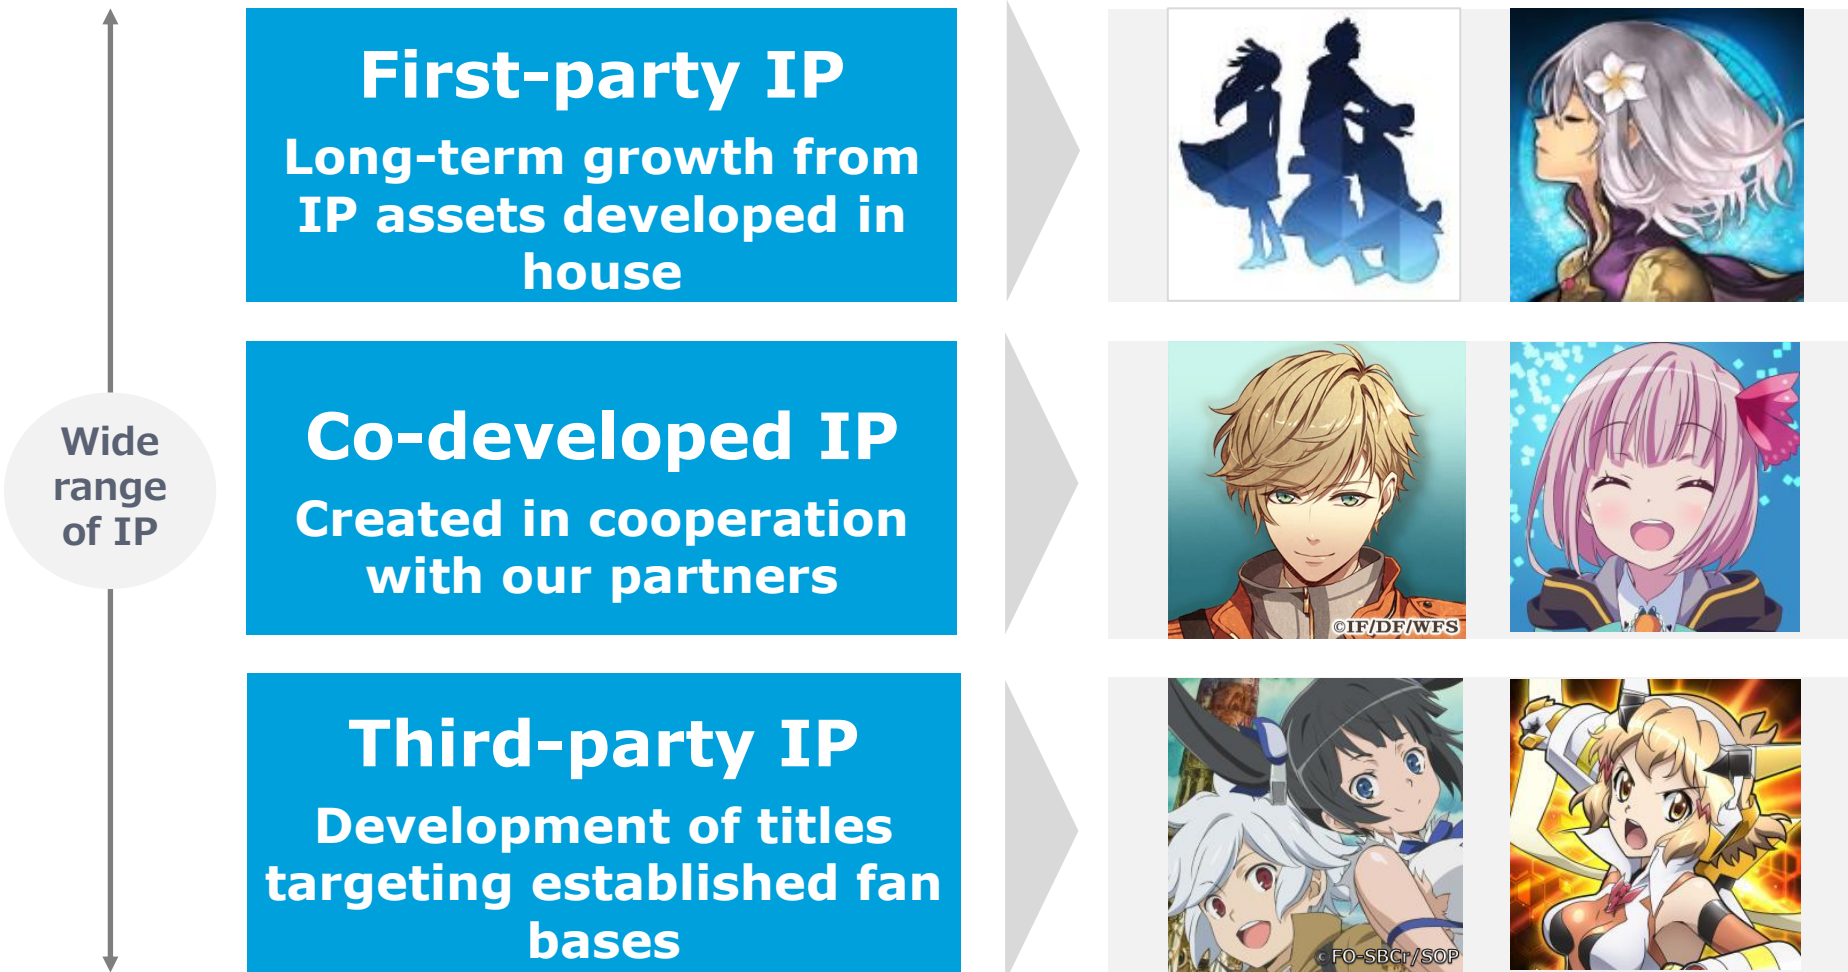 First-party IP
Long-term growth from
IP assets developed in
house
Wide
range
of IP
Co-developed IP
Created in cooperation
with our partners
©IF/DF/WFS
Third-party IP
Development of titles
targeting established fan
bases
© FO-SBCr/SOP